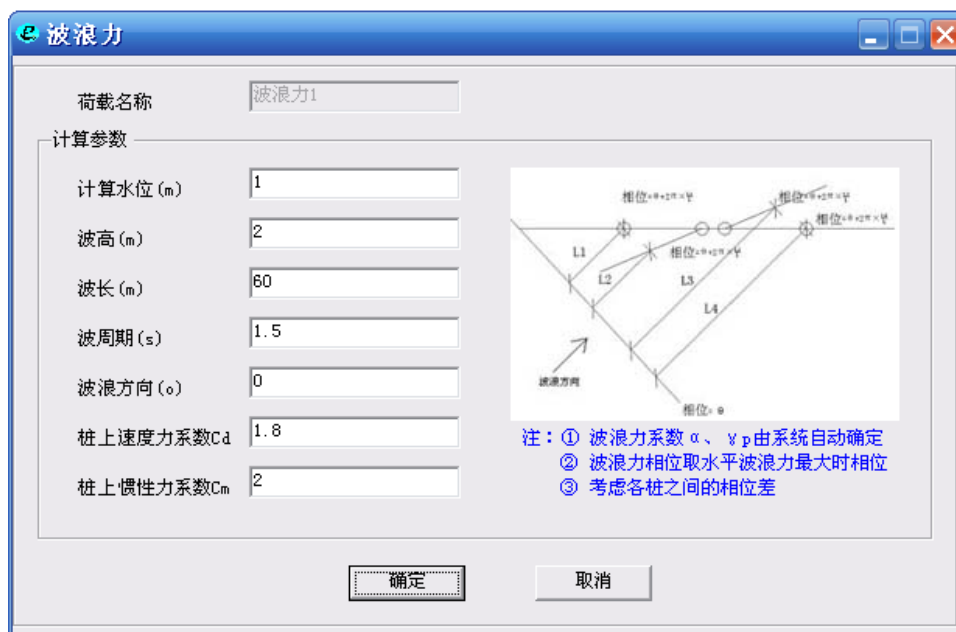 波浪力
荷载名称
波浪力1
计算参数
计算水位(m)
1
波高(m)
2
波长(m)
60
波周期(s)
1.5
波浪方向(o)
0
桩上速度力系数Cd
1.8
桩上惯性力系数Cm
2
L1
L2
L3
L4
波浪方向
相位= θ
注：① 波浪力系数α、γp由系统自动确定
② 波浪力相位取水平波浪力最大时相位
③ 考虑各桩之间的相位差
确定
取消